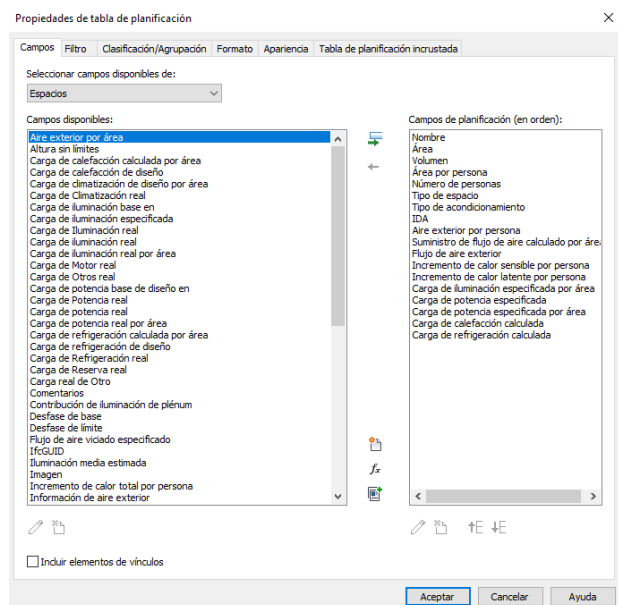 Propiedades de tabla de planificación
Campos Filtro Clasificación/Agrupación Formato Apariencia Tabla de planificación incrustada
Seleccionar campos disponibles de:
Espacios
Campos disponibles:
Aire exterior por área
Altura sin límites
Carga de calefacción calculada por área
Carga de calefacción de diseño
Carga de climatización de diseño por área
Carga de Climatización real
Carga de iluminación base en
Carga de iluminación especificada
Carga de Iluminación real
Carga de iluminación real
Carga de iluminación real por área
Carga de Motor real
Carga de Otros real
Carga de potencia base de diseño en
Carga de Potencia real
Carga de potencia real
Carga de potencia real por área
Carga de refrigeración calculada por área
Carga de refrigeración de diseño
Carga de Refrigeración real
Carga de Reserva real
Carga real de Otro
Comentarios
Contribución de iluminación de plénum
Desfase de base
Desfase de límite
Flujo de aire viciado especificado
IfcGUID
Iluminación media estimada
Imagen
Incremento de calor total por persona
Información de aire exterior
fx
Campos de planificación (en orden):
Nombre
Área
Volumen
Área por persona
Número de personas
Tipo de espacio
Tipo de acondicionamiento
IDA
Aire exterior por persona
Suministro de flujo de aire calculado por áre
Flujo de aire exterior
Incremento de calor sensible por persona
Incremento de calor latente por persona
Carga de iluminación especificada por área
Carga de potencia especificada
Carga de potencia especificada por área
Carga de calefacción calculada
Carga de refrigeración calculada
Incluir elementos de vínculos
Aceptar Cancelar Ayuda